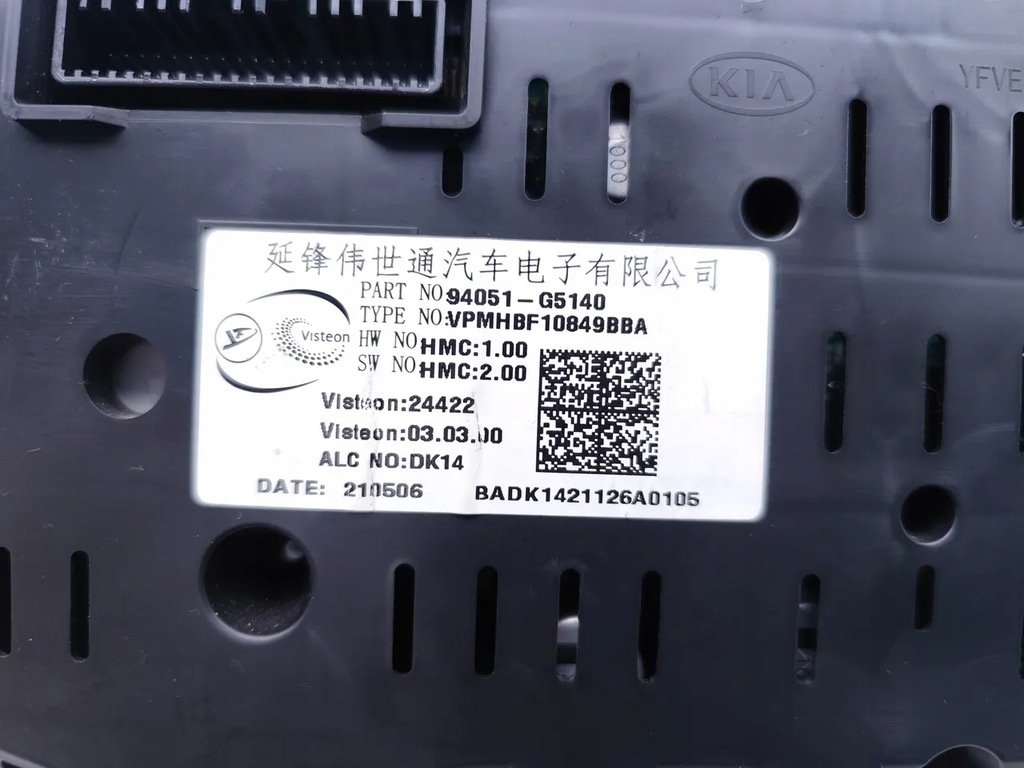 KIA
YFVE
1000
延锋伟世通汽车电子有限公司
PART NO:94051-G5140
TYPE NO:VPMHBF10849BBA
Visteon
HW NO:HMC:1.00
SW NO:HMC:2.00
Visteon:24422
Visteon:03.03.00
ALC NO:DK14
DATE: 210506 BADK1421126A0105